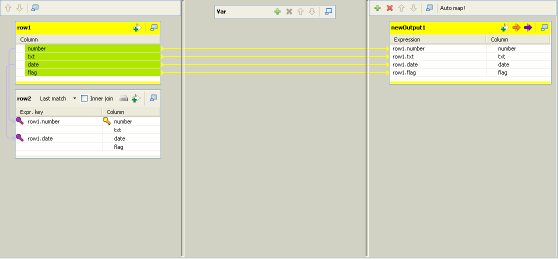 Var
Auto map!
row1
Column
number
txt
date
flag
row2 Last match Inner join
Expr. key Column
row1.number number
txt
row1.date date
flag
newOutput1
Expression Column
row1.number number
row1.txt txt
row1.date date
row1.flag flag